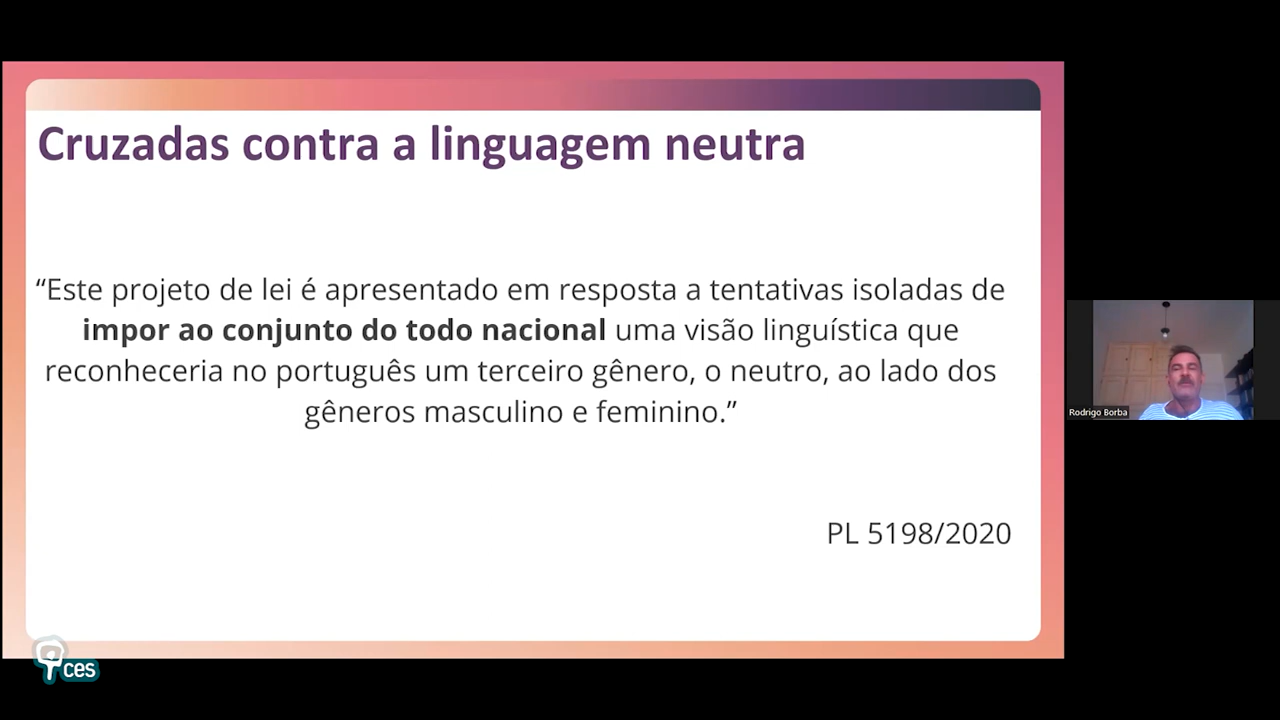 Cruzadas contra a linguagem neutra
“Este projeto de lei é apresentado em resposta a tentativas isoladas de
impor ao conjunto do todo nacional uma visão linguística que
reconheceria no português um terceiro gênero, o neutro, ao lado dos
gêneros masculino e feminino.”
PL 5198/2020
Rodrigo Borba
ces